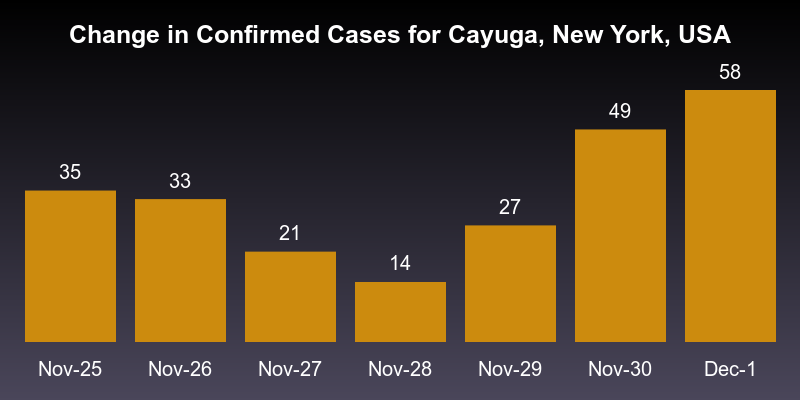 Change in Confirmed Cases for Cayuga, New York, USA
35
33
21
14
27
49
58
Nov-25
Nov-26
Nov-27
Nov-28
Nov-29
Nov-30
Dec-1